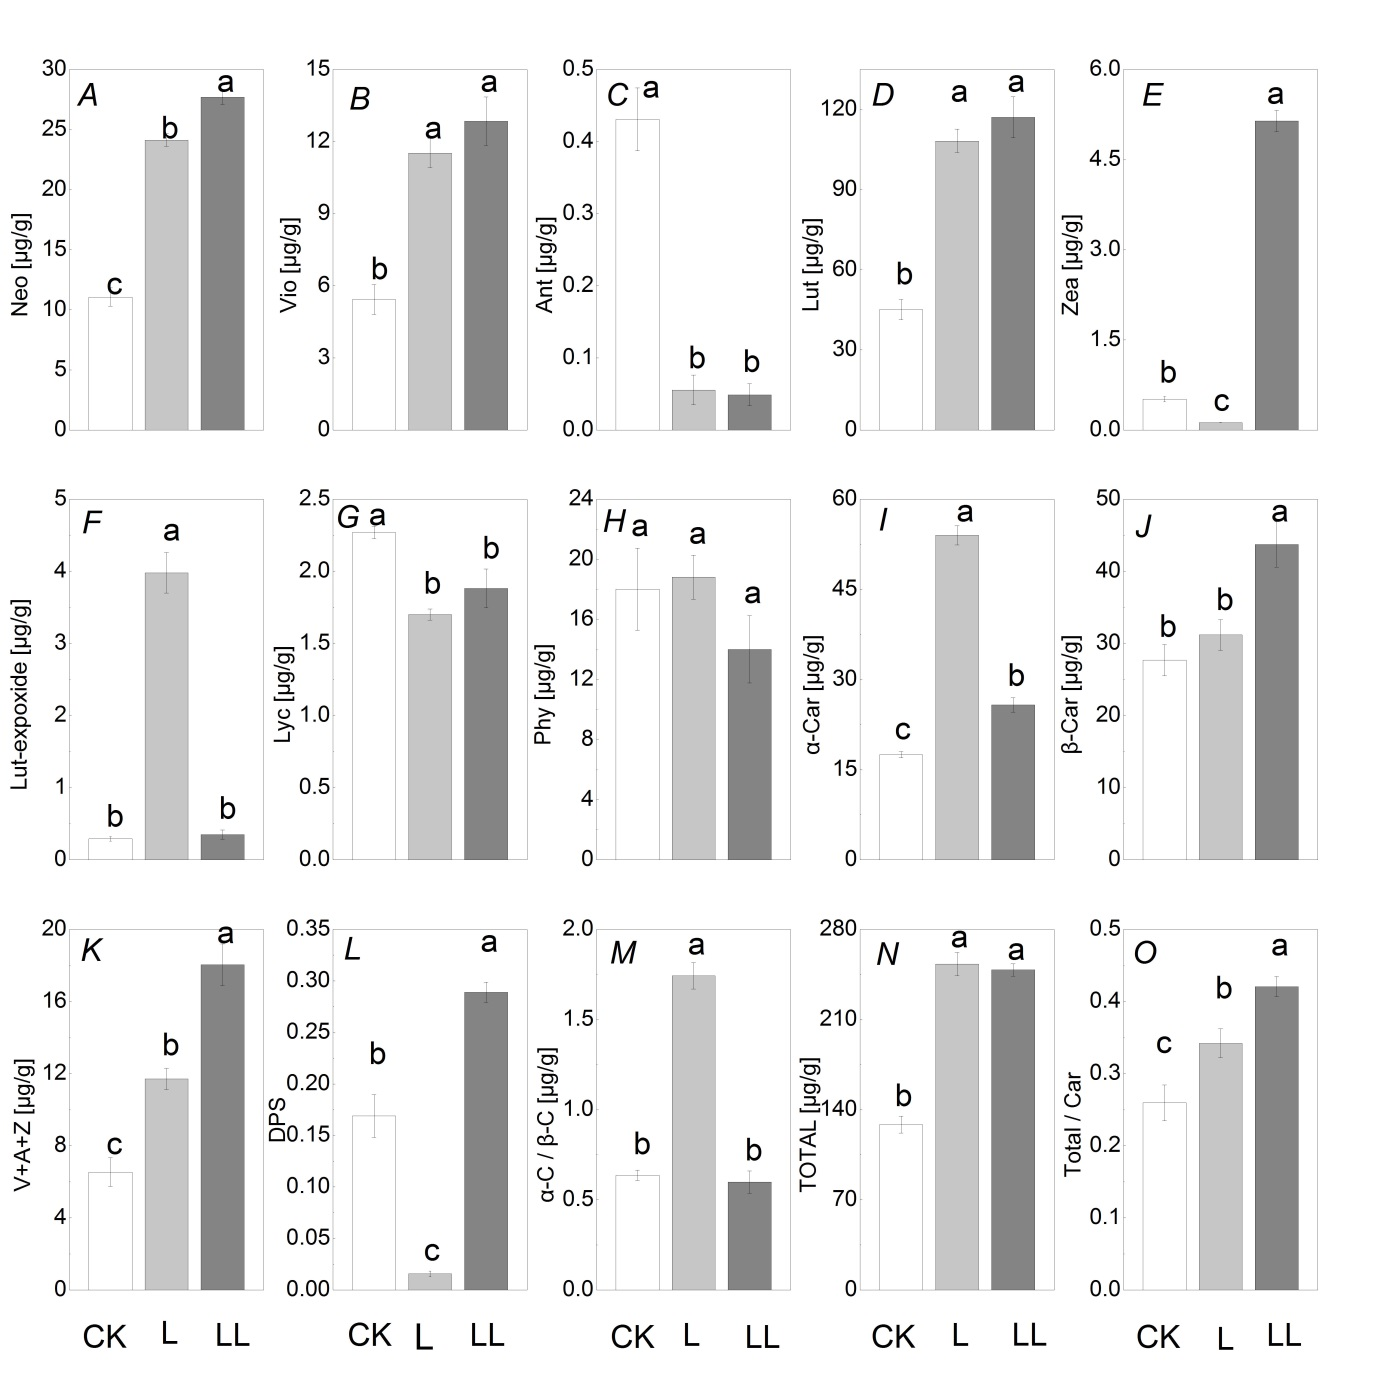 A
Neo [µg/g]
30
25
20
15
10
5
0
c
b
a
B
Vio [µg/g]
15
12
9
6
3
0
b
a
a
C
Ant [µg/g]
0.5
0.4
0.3
0.2
0.1
0.0
a
b
b
D
Lut [µg/g]
120
90
60
30
0
b
a
a
E
Zea [µg/g]
6.0
4.5
3.0
1.5
0.0
b
c
a
F
Lut-expoxide [µg/g]
5
4
3
2
1
0
b
a
b
G
Lyc [µg/g]
2.5
2.0
1.5
1.0
0.5
0.0
a
b
b
H
Phy [µg/g]
24
20
16
12
8
4
0
a
a
a
I
α-Car [µg/g]
60
45
30
15
0
c
a
b
J
β-Car [µg/g]
50
40
30
20
10
0
b
b
a
K
V+A+Z [µg/g]
20
16
12
8
4
0
c
b
a
L
DPS
0.35
0.30
0.25
0.20
0.15
0.10
0.05
0.00
b
c
a
M
α-C / β-C [µg/g]
2.0
1.5
1.0
0.5
0.0
b
a
b
N
TOTAL [µg/g]
280
210
140
70
0
b
a
a
O
Total / Car
0.5
0.4
0.3
0.2
0.1
0.0
c
b
a
CK L LL
CK L LL
CK L LL
CK L LL
CK L LL